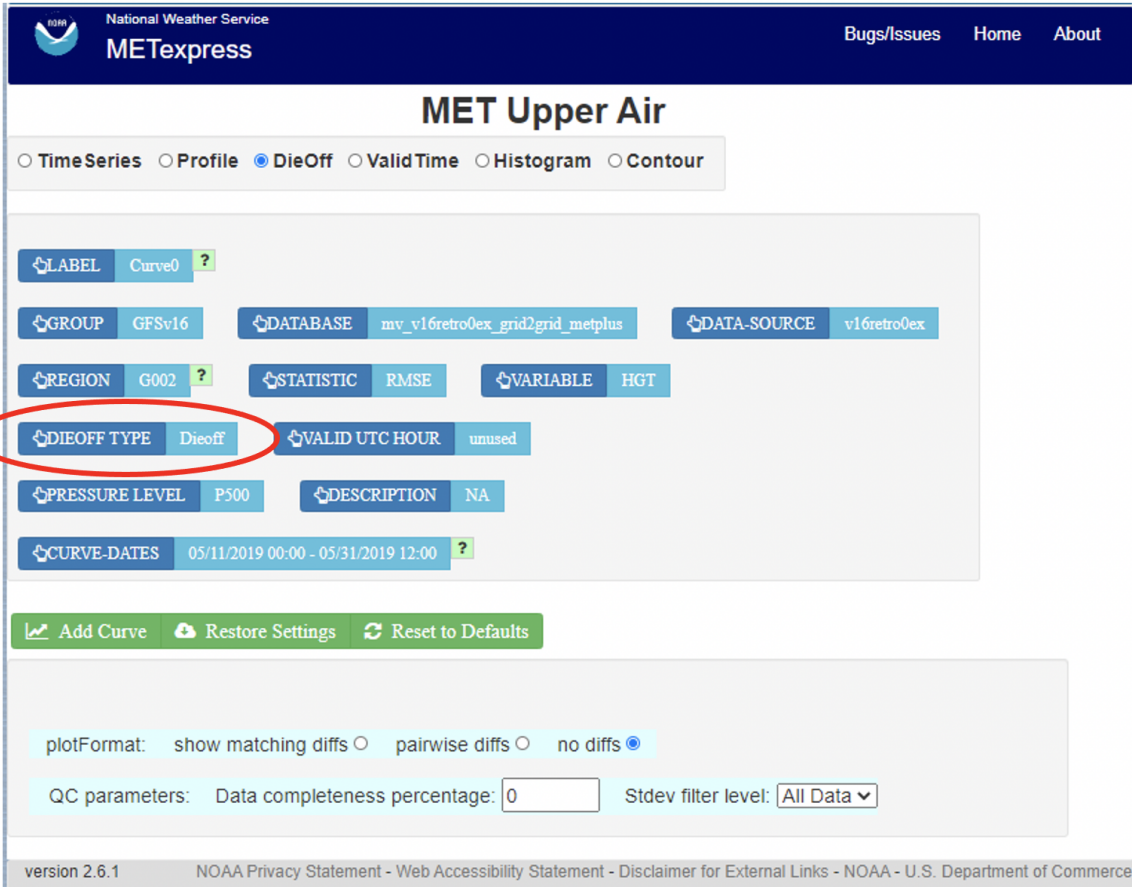 NOAA
National Weather Service
METexpress
Bugs/Issues Home About
MET Upper Air
TimeSeries Profile DieOff ValidTime Histogram Contour
LABEL Curve0 ?
GROUP GFSv16 DATABASE mv_v16retro0ex_grid2grid_metplus DATA-SOURCE v16retro0ex
REGION G002 ? STATISTIC RMSE VARIABLE HGT
DIEOFF TYPE Dieoff VALID UTC HOUR unused
PRESSURE LEVEL P500 DESCRIPTION NA
CURVE-DATES 05/11/2019 00:00 - 05/31/2019 12:00 ?
Add Curve Restore Settings Reset to Defaults
plotFormat: show matching diffs pairwise diffs no diffs
QC parameters: Data completeness percentage: 0 Stdev filter level: All Data
version 2.6.1 NOAA Privacy Statement - Web Accessibility Statement - Disclaimer for External Links - NOAA - U.S. Department of Commerce